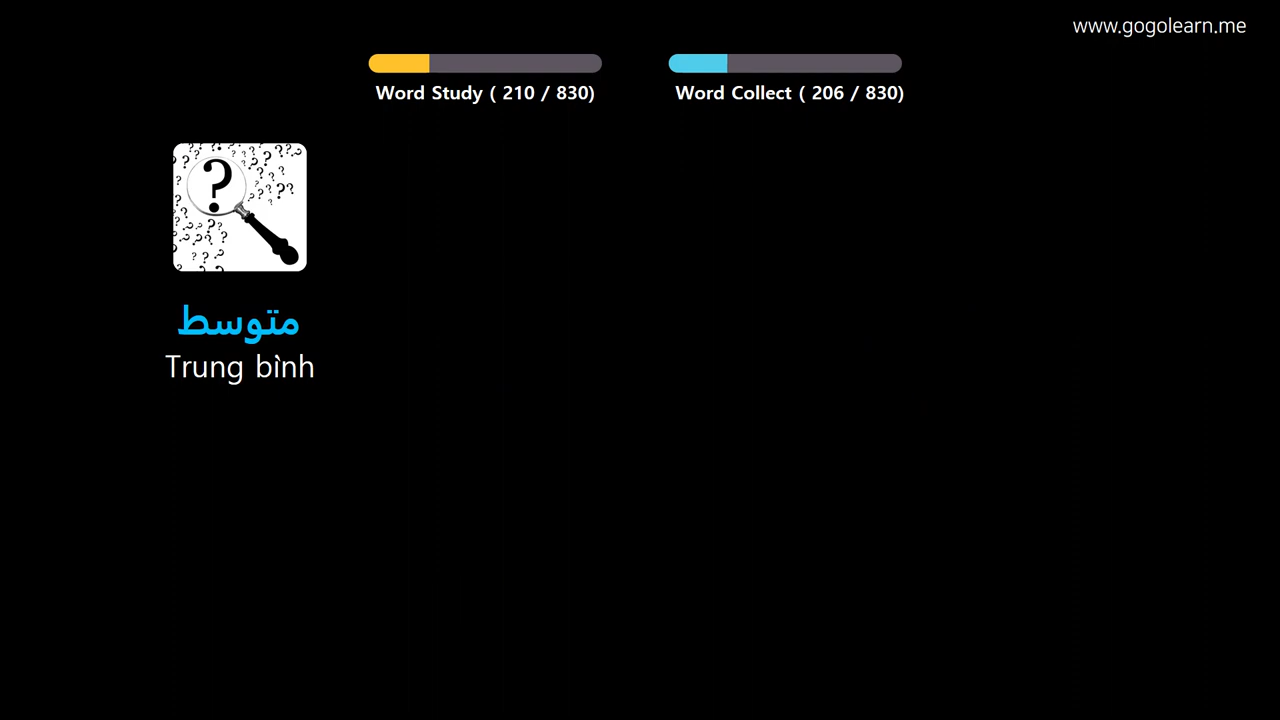 www.gogolearn.me
Word Study ( 210 / 830)
Word Collect ( 206 / 830)
متوسط
Trung bình